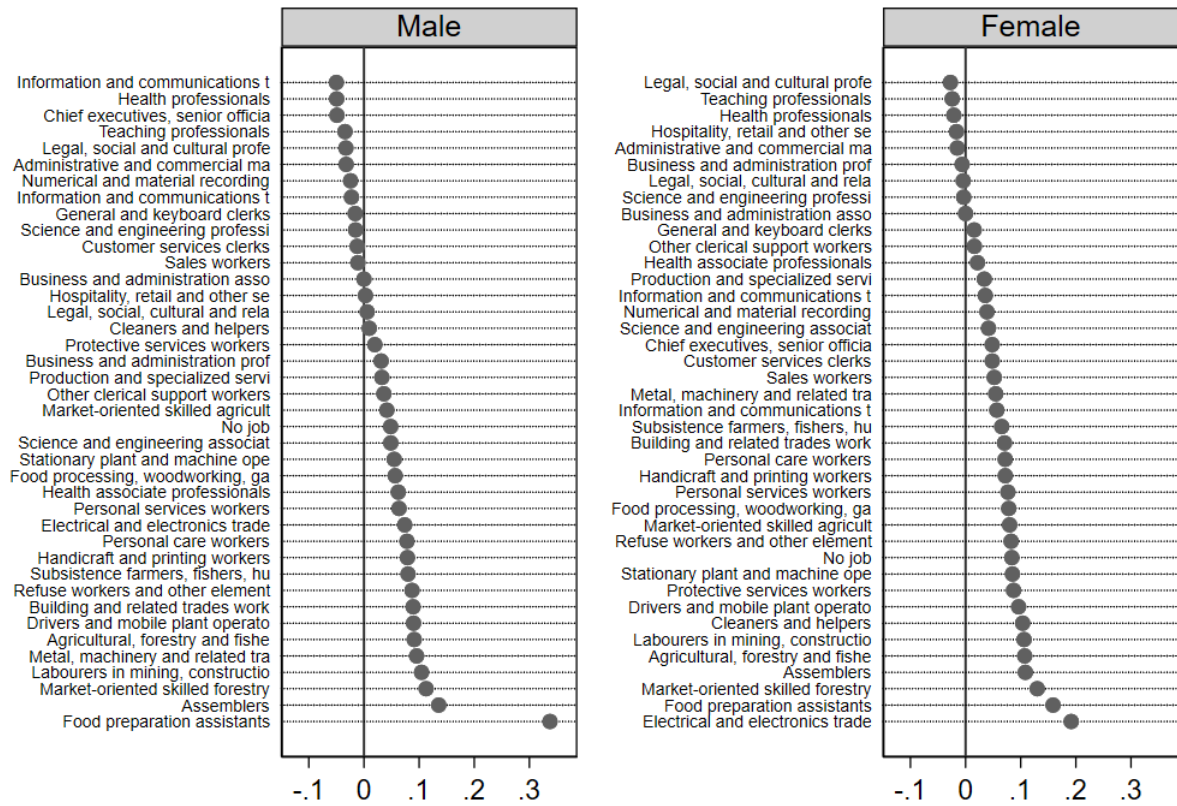 Male
Information and communications t
Health professionals
Chief executives, senior officia
Teaching professionals
Legal, social and cultural profe
Administrative and commercial ma
Numerical and material recording
Information and communications t
General and keyboard clerks
Science and engineering professi
Customer services clerks
Sales workers
Business and administration asso
Hospitality, retail and other se
Legal, social, cultural and rela
Cleaners and helpers
Protective services workers
Business and administration prof
Production and specialized servi
Other clerical support workers
Market-oriented skilled agricult
No job
Science and engineering associat
Stationary plant and machine ope
Food processing, woodworking, ga
Health associate professionals
Personal services workers
Electrical and electronics trade
Personal care workers
Handicraft and printing workers
Subsistence farmers, fishers, hu
Refuse workers and other element
Building and related trades work
Drivers and mobile plant operato
Agricultural, forestry and fishe
Metal, machinery and related tra
Labourers in mining, constructio
Market-oriented skilled forestry
Assemblers
Food preparation assistants
-.1 0 .1 .2 .3
Female
Legal, social and cultural profe
Teaching professionals
Health professionals
Hospitality, retail and other se
Administrative and commercial ma
Business and administration prof
Legal, social, cultural and rela
Science and engineering professi
Business and administration asso
General and keyboard clerks
Other clerical support workers
Health associate professionals
Production and specialized servi
Information and communications t
Numerical and material recording
Science and engineering associat
Chief executives, senior officia
Customer services clerks
Sales workers
Metal, machinery and related tra
Information and communications t
Subsistence farmers, fishers, hu
Building and related trades work
Personal care workers
Handicraft and printing workers
Personal services workers
Food processing, woodworking, ga
Market-oriented skilled agricult
Refuse workers and other element
No job
Stationary plant and machine ope
Protective services workers
Drivers and mobile plant operato
Cleaners and helpers
Labourers in mining, constructio
Agricultural, forestry and fishe
Assemblers
Market-oriented skilled forestry
Food preparation assistants
Electrical and electronics trade
-.1 0 .1 .2 .3